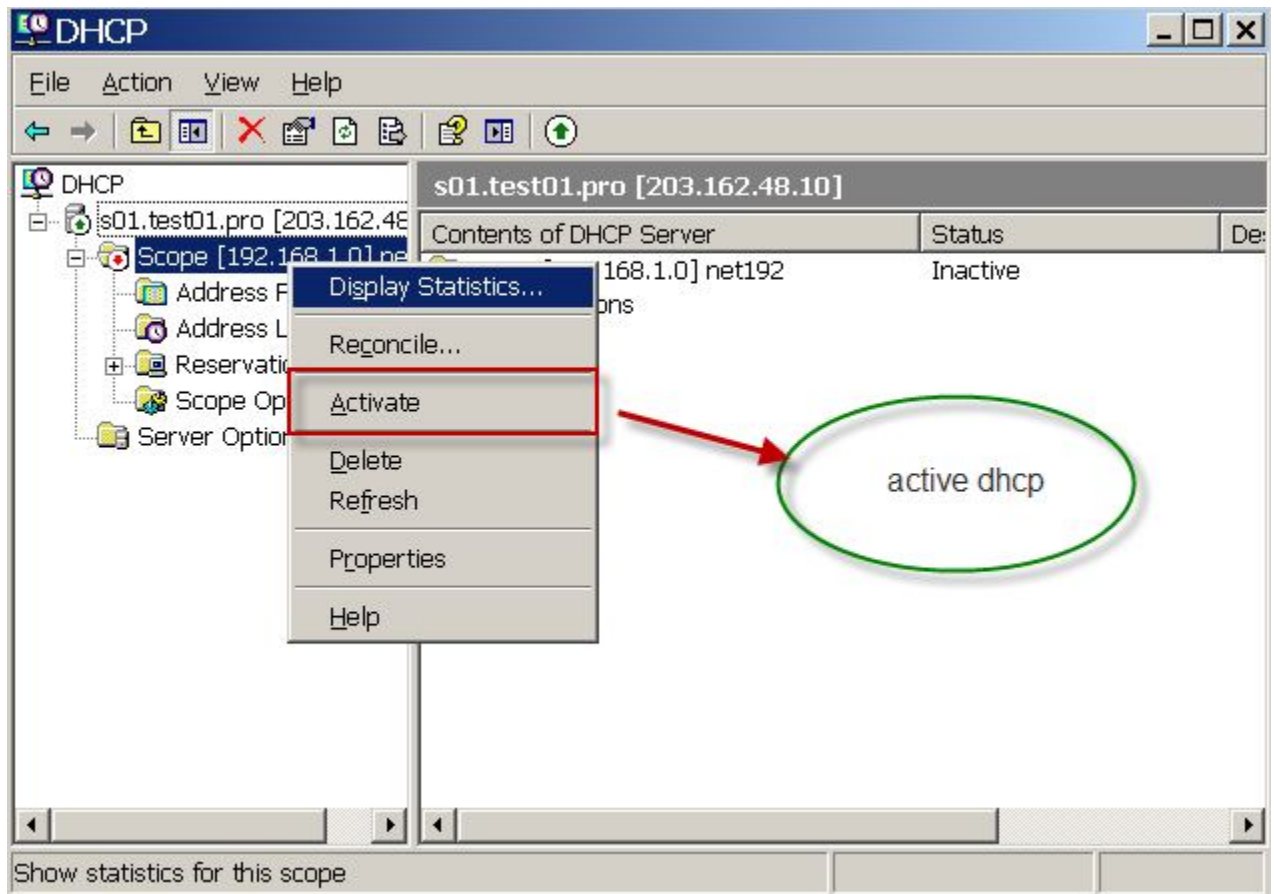 DHCP
File Action View Help
DHCP
s01.test01.pro [203.162.48
Scope [192.168.1.0] ne
Address
Address L
Reservati
Scope Op
Server Option
s01.test01.pro [203.162.48.10]
Contents of DHCP Server Status De
168.1.0] net192 Inactive
ons
Display Statistics...
Reconcile...
Activate
Delete
Refresh
Properties
Help
active dhcp
Show statistics for this scope